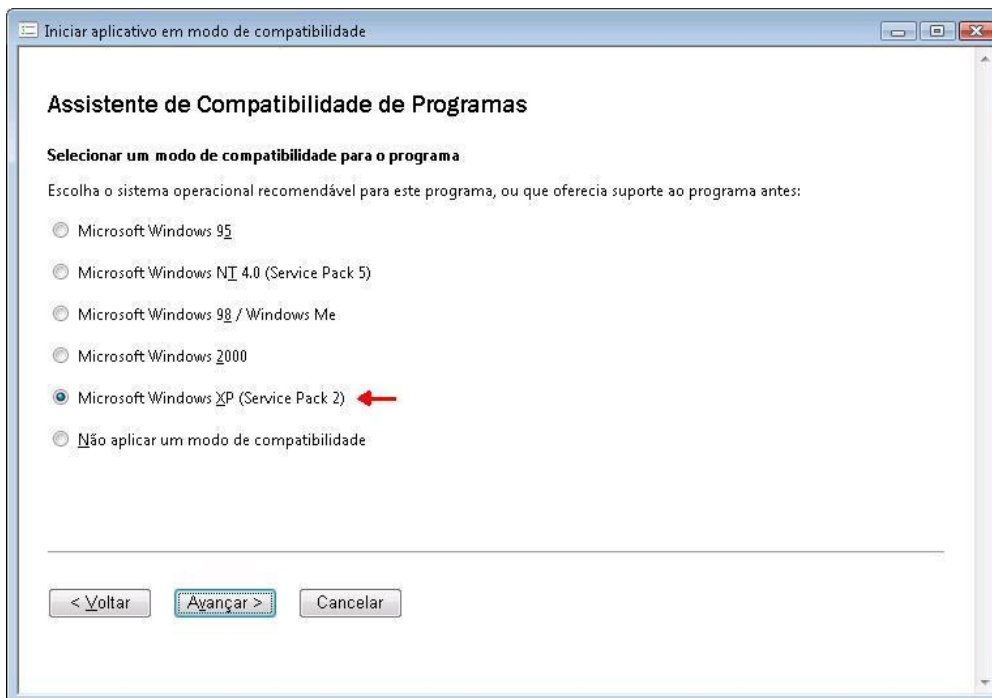 Iniciar aplicativo em modo de compatibilidade
Assistente de Compatibilidade de Programas
Selecionar um modo de compatibilidade para o programa
Escolha o sistema operacional recomendável para este programa, ou que oferecia suporte ao programa antes:
Microsoft Windows 95
Microsoft Windows NT 4.0 (Service Pack 5)
Microsoft Windows 98 / Windows Me
Microsoft Windows 2000
Microsoft Windows XP (Service Pack 2)
Não aplicar um modo de compatibilidade
< Voltar Avançar > Cancelar